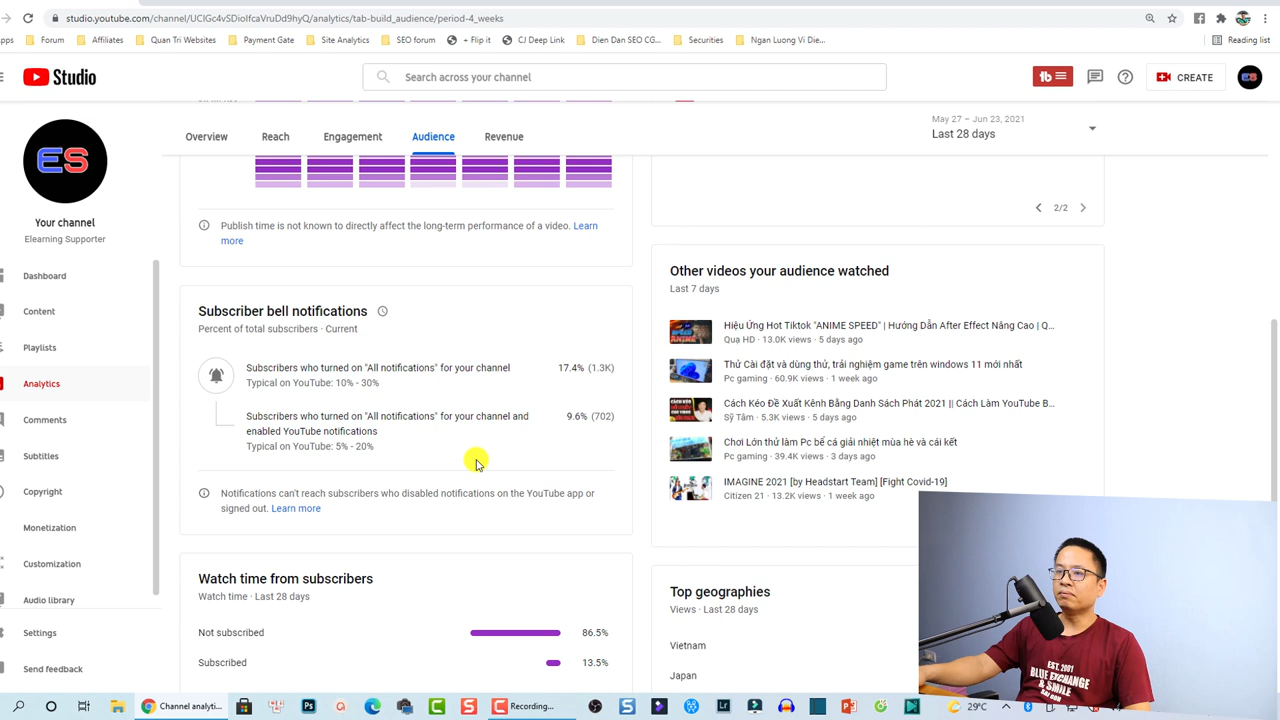 studio.youtube.com/channel/UCIGc4vSDioIfcaVruDd9hyQ/analytics/tab-build_audience/period-4_weeks
Forum
Affiliates
Quan Tri Websites
Payment Gate
Site Analytics
SEO forum
+ Flip it
CJ Deep Link
Dien Dan SEO CG...
Securities
Ngan Luong Vi Die...
Reading list
Studio
Search across your channel
CREATE
ES
Overview
Reach
Engagement
Audience
Revenue
May 27 – Jun 23, 2021
Last 28 days
ES
Your channel
Elearning Supporter
Dashboard
Content
Playlists
Analytics
Comments
Subtitles
Copyright
Monetization
Customization
Audio library
Settings
Send feedback
Publish time is not known to directly affect the long-term performance of a video. Learn
more
Subscriber bell notifications
Percent of total subscribers · Current
Subscribers who turned on "All notifications" for your channel 17.4% (1.3K)
Typical on YouTube: 10% - 30%
Subscribers who turned on "All notifications" for your channel and 9.6% (702)
enabled YouTube notifications
Typical on YouTube: 5% - 20%
Notifications can't reach subscribers who disabled notifications on the YouTube app or
signed out. Learn more
Watch time from subscribers
Watch time · Last 28 days
Not subscribed 86.5%
Subscribed 13.5%
2/2
Other videos your audience watched
Last 7 days
Hiệu Ứng Hot Tiktok "ANIME SPEED" | Hướng Dẫn After Effect Nâng Cao | Q...
Quạ HD · 13.0K views · 5 days ago
Thử Cài đặt và dùng thử, trải nghiệm game trên windows 11 mới nhất
Pc gaming · 60.9K views · 1 week ago
Cách Kéo Đề Xuất Kênh Bằng Danh Sách Phát 2021 || Cách Làm YouTube B...
Sỹ Tâm · 5.3K views · 5 days ago
Chơi Lớn thử làm Pc bể cá giải nhiệt mùa hè và cái kết
Pc gaming · 39.4K views · 3 days ago
IMAGINE 2021 [by Headstart Team] [Fight Covid-19]
Citizen 21 · 13.2K views · 1 week ago
Top geographies
Views · Last 28 days
Vietnam
Japan
EST. 2001
BLUE EXCHANGE
& SMILE
Channel analyti...
Recording...
29°C